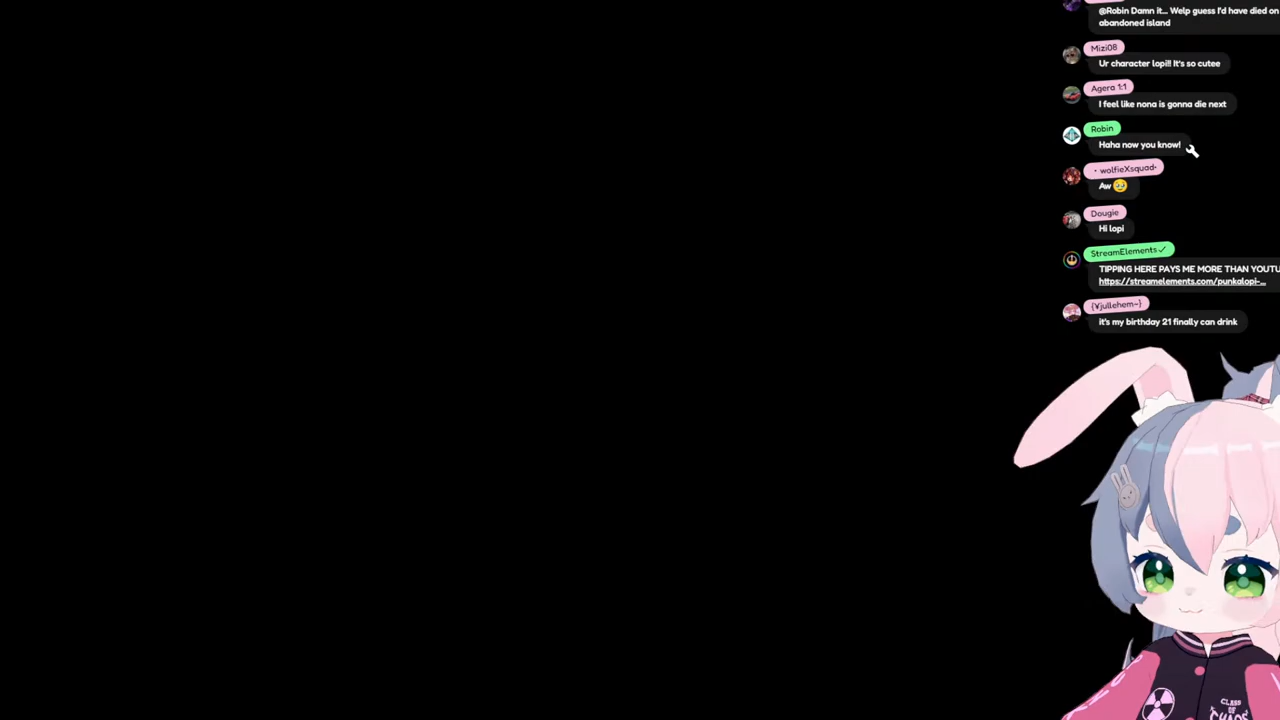 @Robin Damn it... Welp guess I'd have died on
abandoned island
Mizi08
Ur character lopi!! It's so cutee
Agera 1:1
I feel like nona is gonna die next
Robin
Haha now you know!
• wolfieXsquad•
Aw 🥹
Dougie
Hi lopi
StreamElements ✓
TIPPING HERE PAYS ME MORE THAN YOUTU
https://streamelements.com/punkalopi-...
{¥jullehem~}
it's my birthday 21 finally can drink
CLASS
OF